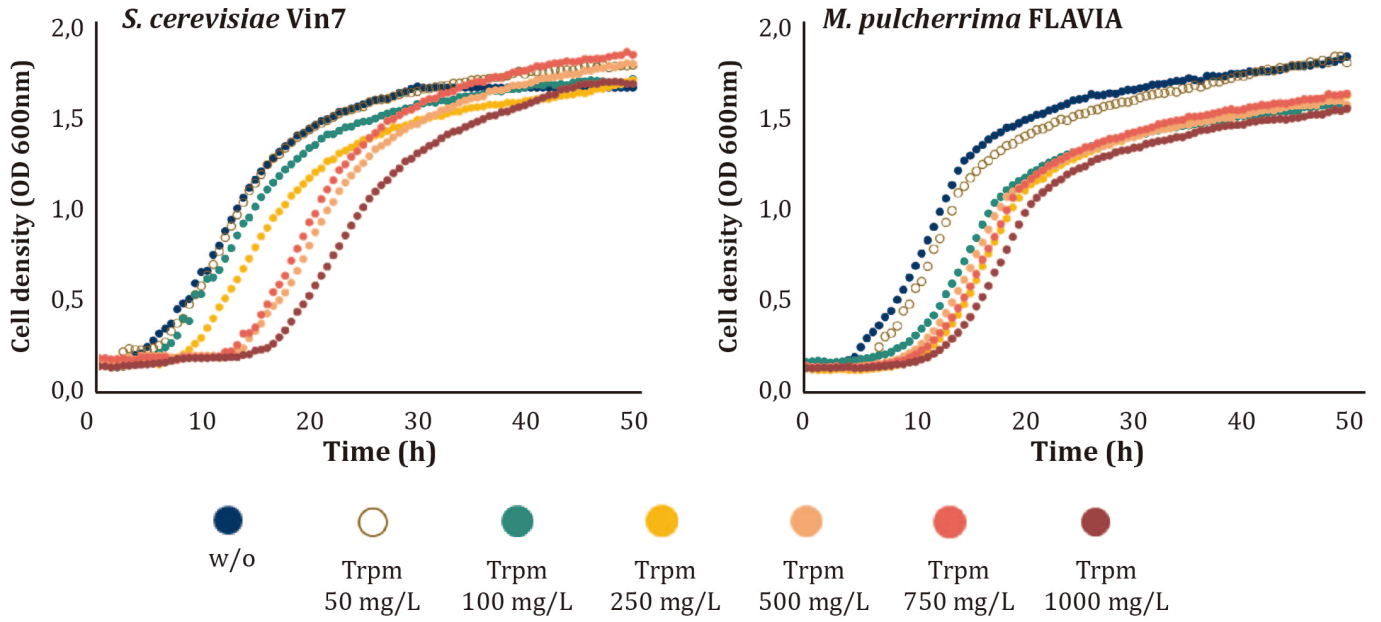 S. cerevisiae Vin7
2,0
1,5
1,0
0,5
0,0
Cell density (OD 600nm)
0 10 20 30 40 50
Time (h)
M. pulcherrima FLAVIA
2,0
1,5
1,0
0,5
0,0
Cell density (OD 600nm)
0 10 20 30 40 50
Time (h)
w/o
Trpm
50 mg/L
Trpm
100 mg/L
Trpm
250 mg/L
Trpm
500 mg/L
Trpm
750 mg/L
Trpm
1000 mg/L